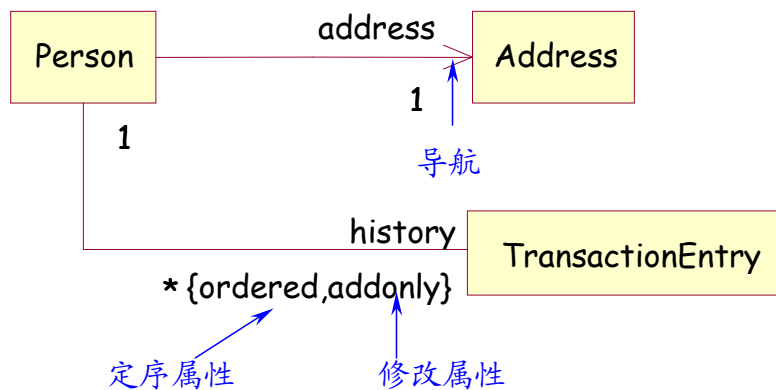 address
Person
Address
1
1
导航
history
TransactionEntry
* {ordered,addonly}
定序属性
修改属性